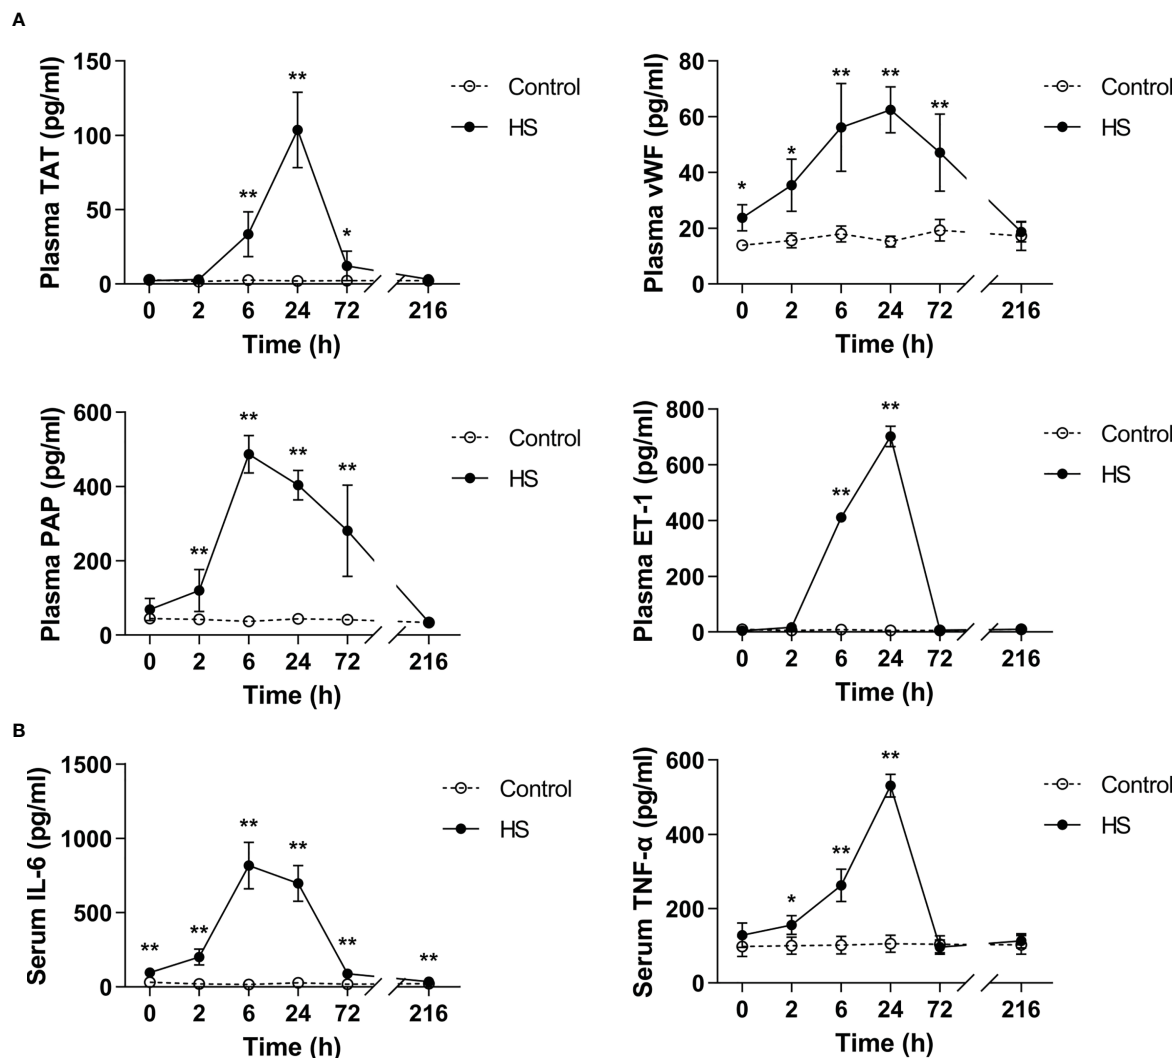 A
Plasma TAT (pg/ml)
150
100
50
0
**
**
*
0 2 6 24 72 216
Time (h)
Control
HS
Plasma vWF (pg/ml)
80
60
40
20
0
*
*
**
**
**
0 2 6 24 72 216
Time (h)
Control
HS
Plasma PAP (pg/ml)
600
400
200
0
**
**
**
**
0 2 6 24 72 216
Time (h)
Control
HS
Plasma ET-1 (pg/ml)
800
600
400
200
0
**
**
0 2 6 24 72 216
Time (h)
Control
HS
B
Serum IL-6 (pg/ml)
1500
1000
500
0
**
**
**
**
**
**
0 2 6 24 72 216
Time (h)
Control
HS
Serum TNF-α (pg/ml)
600
400
200
0
*
**
**
0 2 6 24 72 216
Time (h)
Control
HS